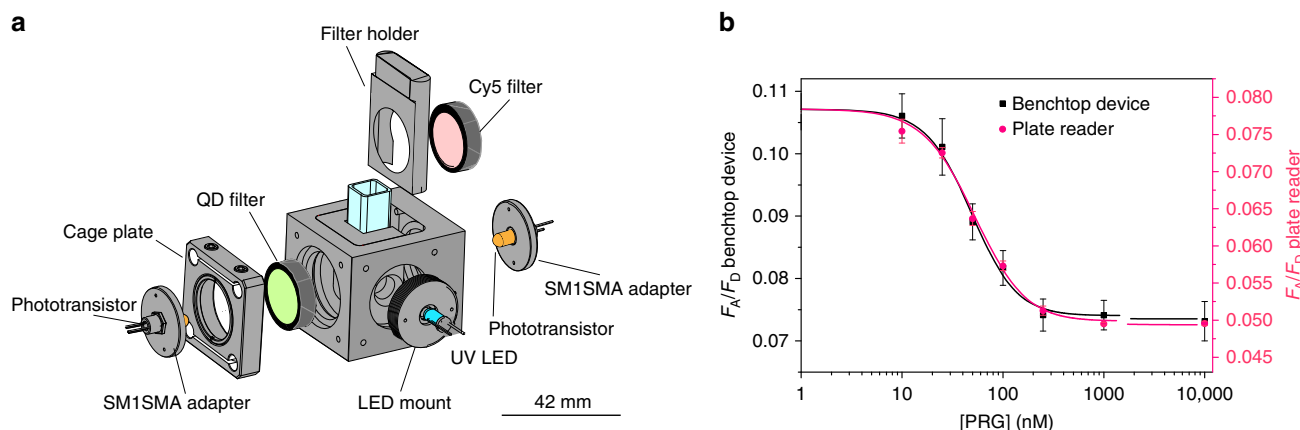 a
Filter holder
Cy5 filter
QD filter
Cage plate
Phototransistor
SM1SMA adapter
LED mount
UV LED
Phototransistor
SM1SMA adapter
42 mm
b
Benchtop device
Plate reader
F_A/F_D benchtop device
0.11
0.10
0.09
0.08
0.07
F_A/F_D plate reader
0.080
0.075
0.070
0.065
0.060
0.055
0.050
0.045
1 10 100 1000 10,000
[PRG] (nM)